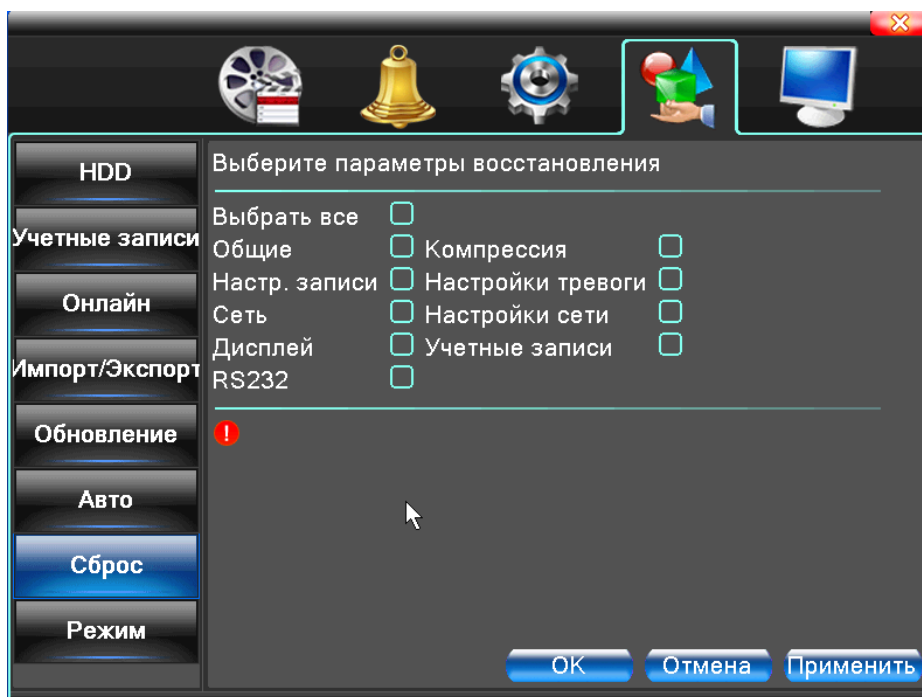 HDD
Учетные записи
Онлайн
Импорт/Экспорт
Обновление
Авто
Сброс
Режим
Выберите параметры восстановления
Выбрать все
Общие Компрессия
Настр. записи Настройки тревоги
Сеть Настройки сети
Дисплей Учетные записи
RS232
OK Отмена Применить